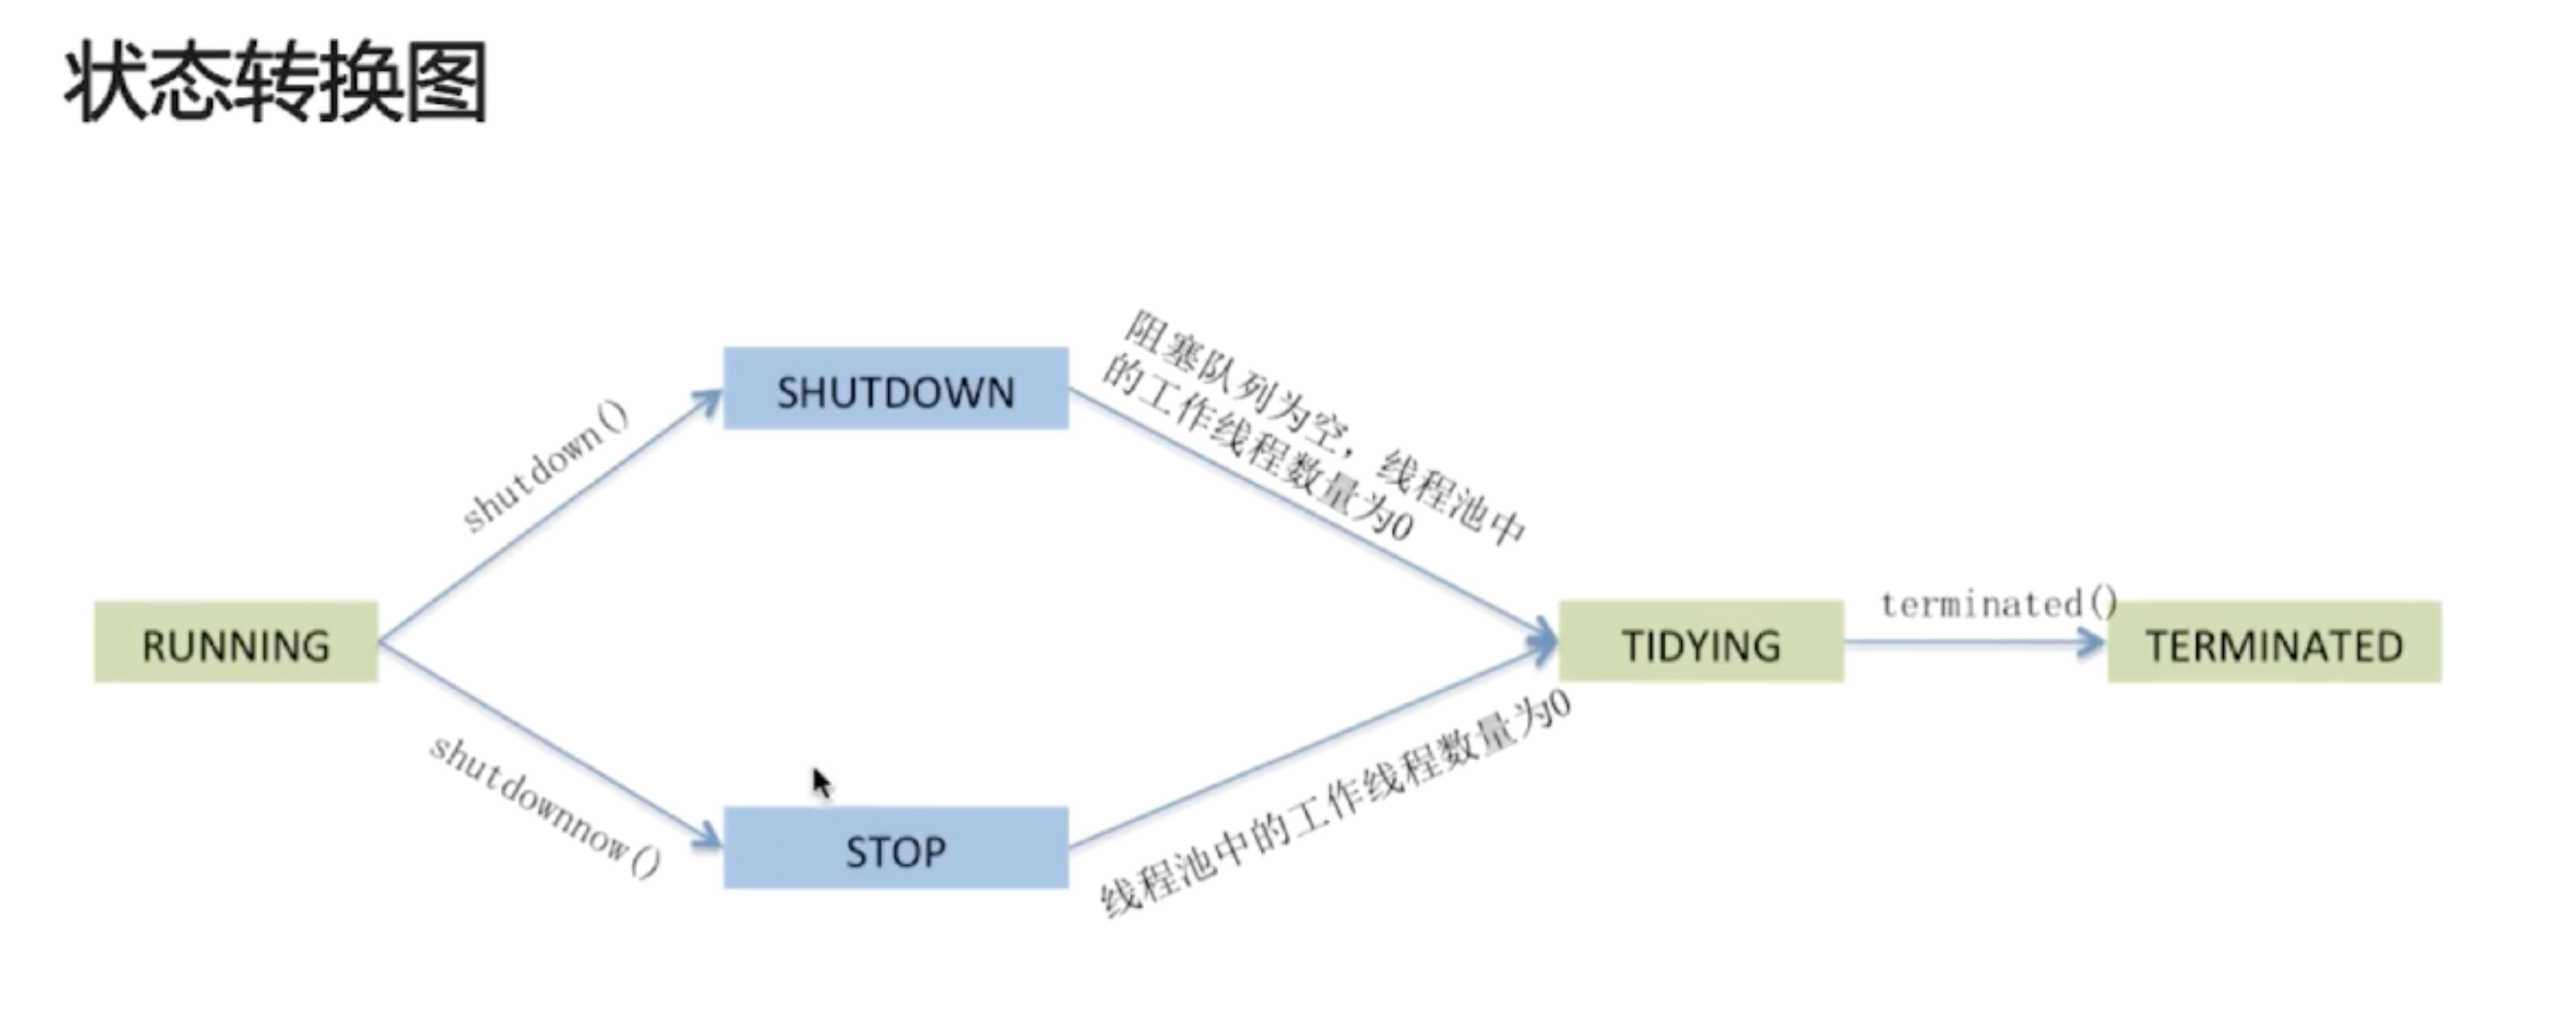 状态转换图
SHUTDOWN
阻塞队列为空，线程池中
的工作线程数量为0
shutdown()
RUNNING
TIDYING
terminated()
TERMINATED
shutdownnow()
STOP
线程池中的工作线程数量为0